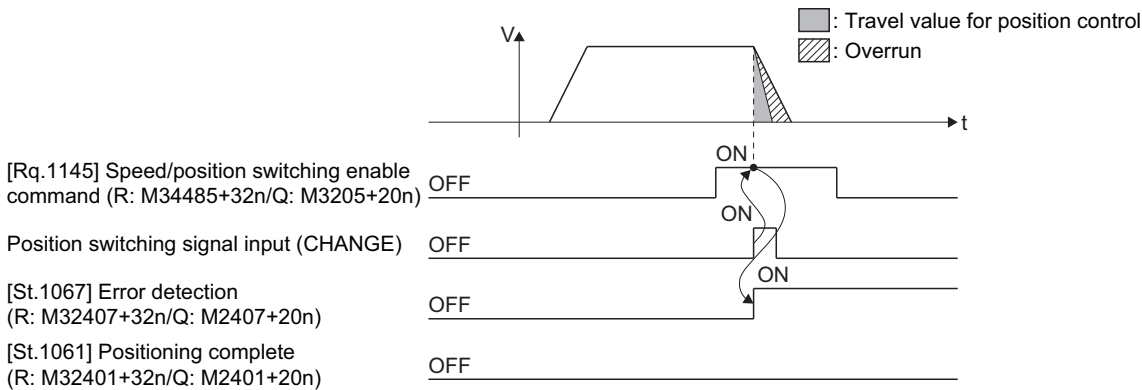 V
: Travel value for position control
: Overrun
t
[Rq.1145] Speed/position switching enable
command (R: M34485+32n/Q: M3205+20n)
OFF
ON
Position switching signal input (CHANGE)
OFF
ON
[St.1067] Error detection
(R: M32407+32n/Q: M2407+20n)
OFF
ON
[St.1061] Positioning complete
(R: M32401+32n/Q: M2401+20n)
OFF